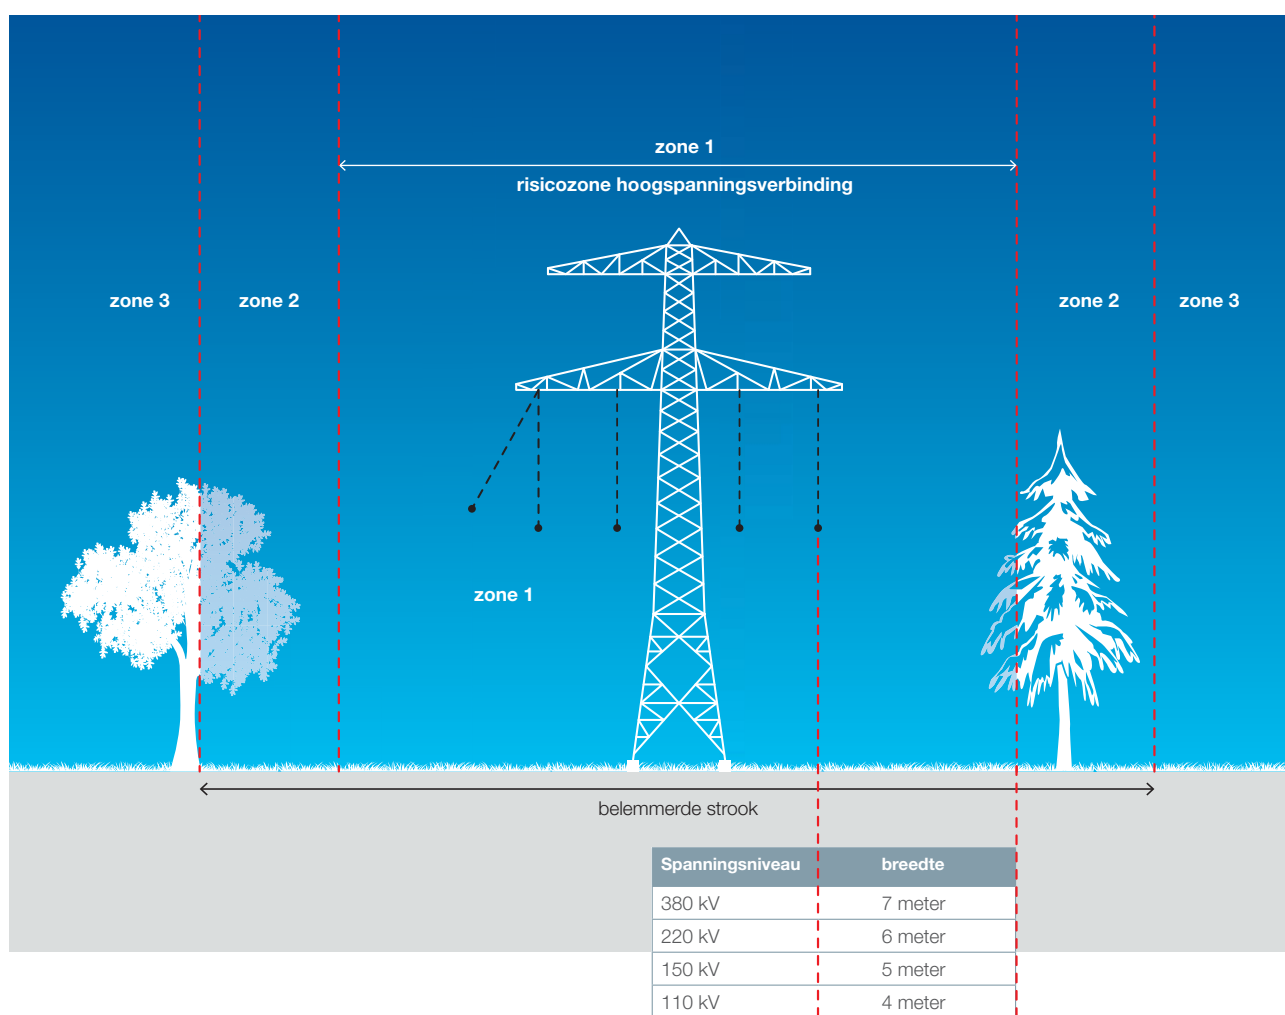 zone 1
risicozone hoogspanningsverbinding
zone 3
zone 2
zone 2
zone 3
zone 1
belemmerde strook
Spanningsniveau breedte
380 kV 7 meter
220 kV 6 meter
150 kV 5 meter
110 kV 4 meter